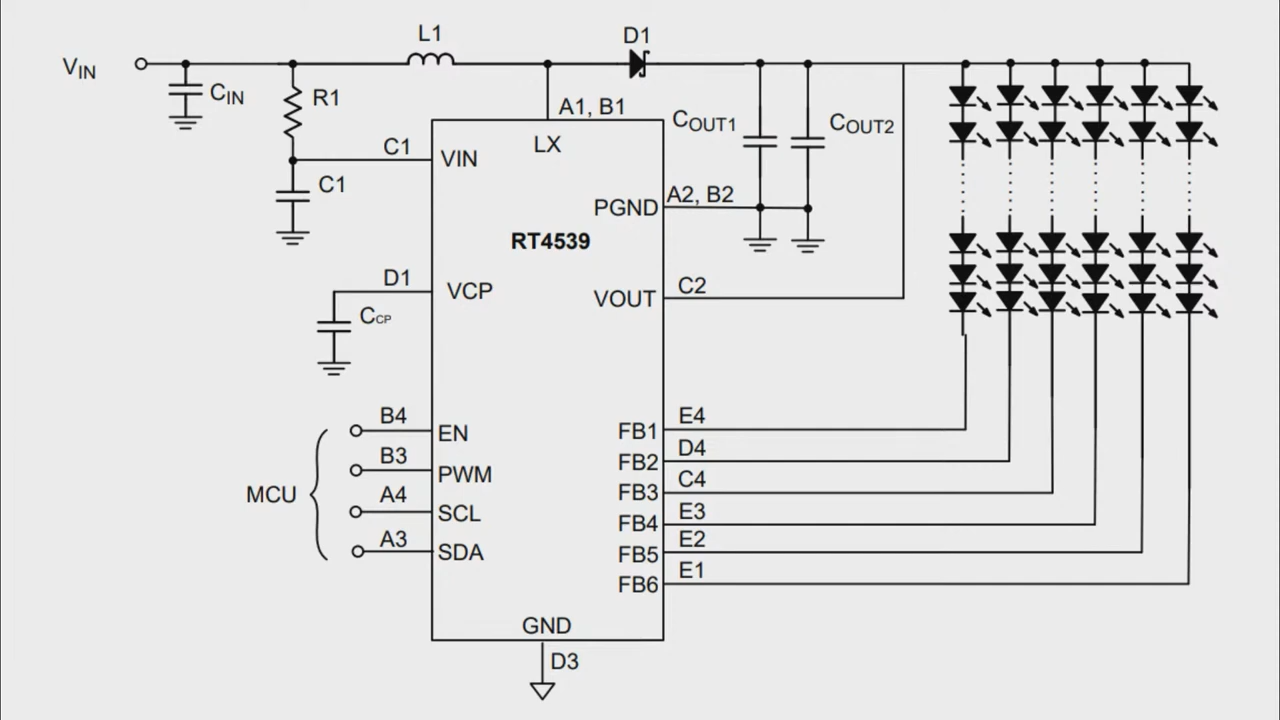 L1
D1
VIN
CIN
R1
A1, B1
COUT1
COUT2
LX
C1
VIN
C1
A2, B2
PGND
RT4539
D1
VCP
C2
VOUT
CCP
B4
EN
E4
FB1
B3
PWM
D4
FB2
MCU
A4
SCL
C4
FB3
E3
FB4
A3
SDA
E2
FB5
E1
FB6
GND
D3